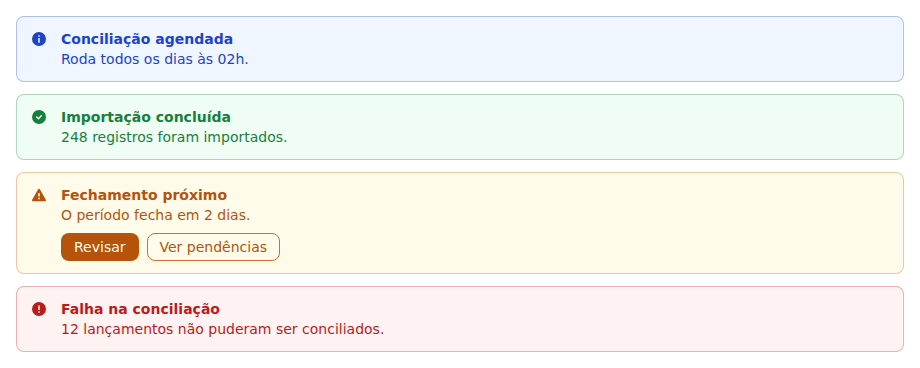 Conciliação agendada
Roda todos os dias às 02h.
Importação concluída
248 registros foram importados.
Fechamento próximo
O período fecha em 2 dias.
Revisar
Ver pendências
Falha na conciliação
12 lançamentos não puderam ser conciliados.